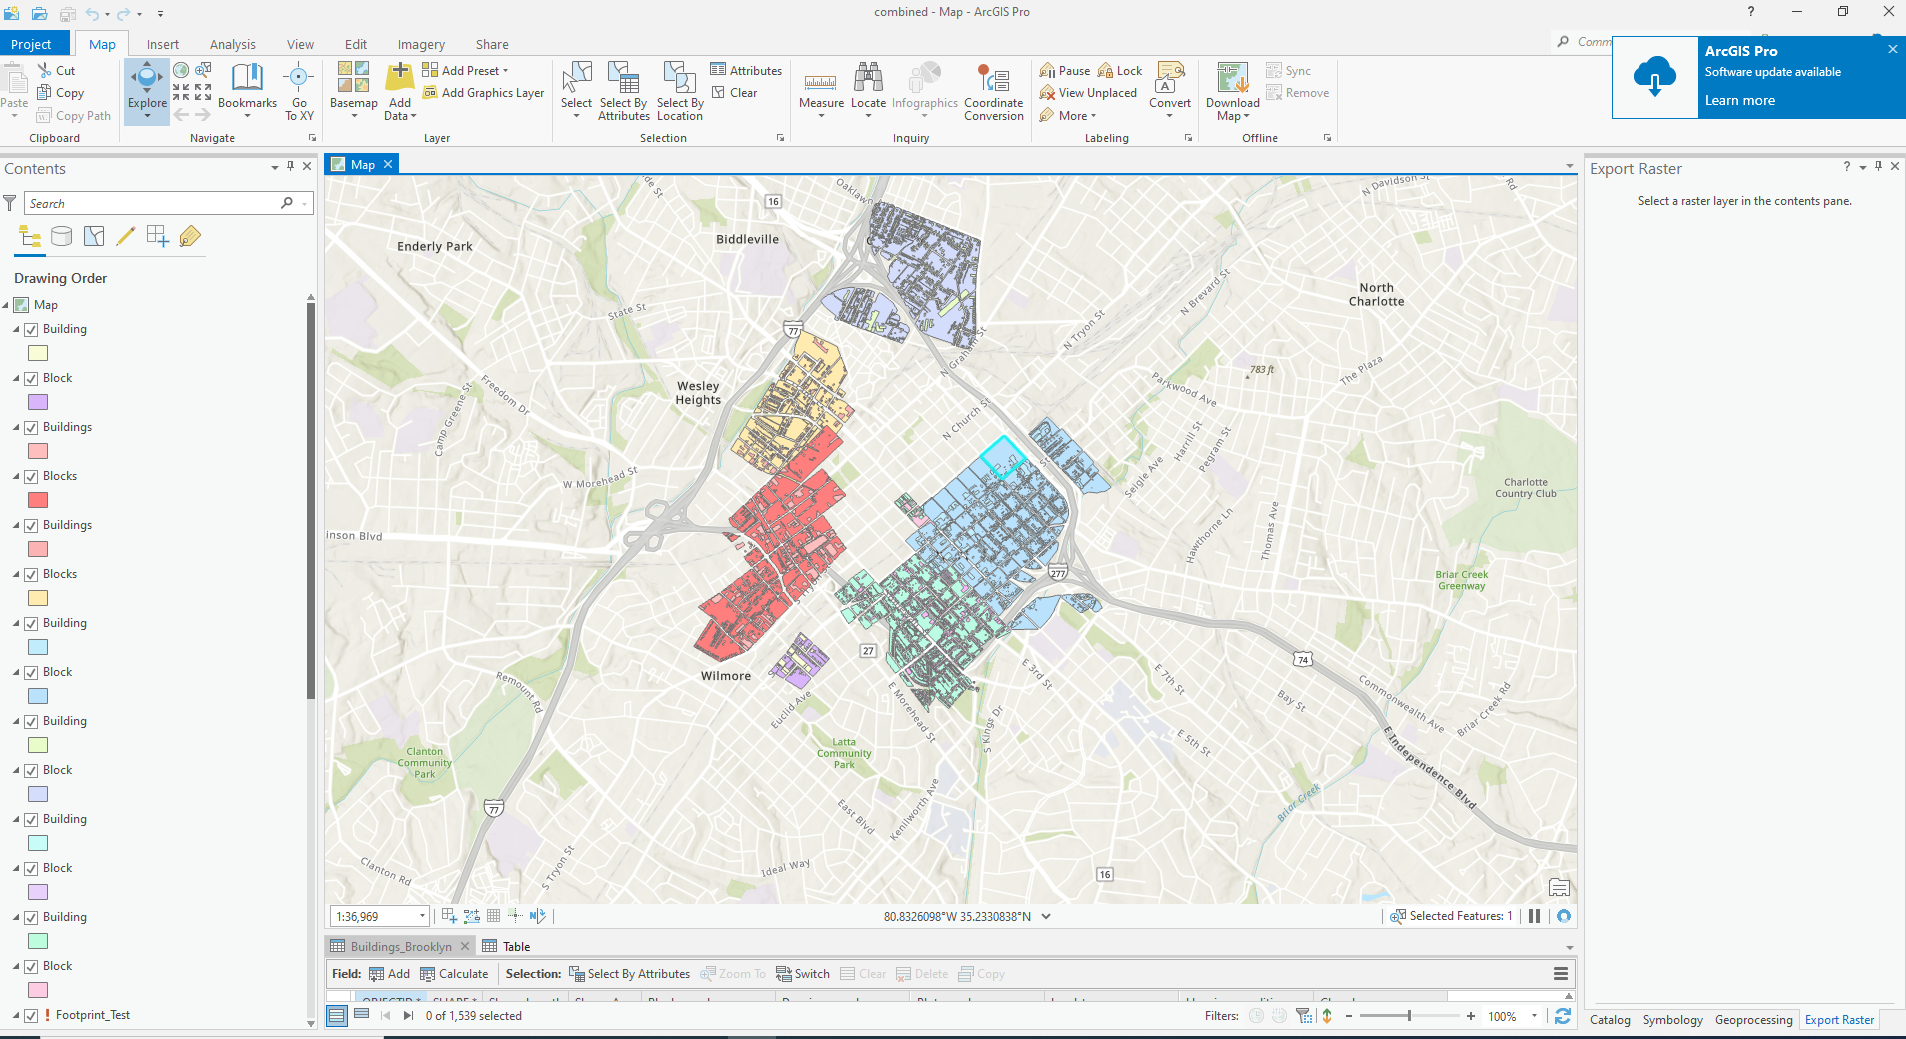 combined - Map - ArcGIS Pro
?
Project
Map
Insert
Analysis
View
Edit
Imagery
Share
Comm
ArcGIS Pro
Software update available
Learn more
Paste
Cut
Copy
Copy Path
Clipboard
Explore
Bookmarks
Go
To XY
Navigate
Basemap
Add
Data
Add Preset
Add Graphics Layer
Layer
Select
Select By
Attributes
Select By
Location
Attributes
Clear
Selection
Measure
Locate
Infographics
Coordinate
Conversion
Inquiry
Pause
Lock
View Unplaced
More
Convert
Labeling
Download
Map
Sync
Remove
Offline
Contents
Search
Drawing Order
Map
Building
Block
Buildings
Blocks
Buildings
Blocks
Building
Block
Building
Block
Building
Block
Building
Block
Footprint_Test
Map
Oaklawn
16
Biddleville
Enderly Park
N Davidson St
Rd
de St
North
Charlotte
N Brevard St
State St
77
N Tryon St
N Graham St
783 ft
The Plaza
Wesley
Heights
Freedom Dr
Camp Greene St
Parkwood Ave
N Church St
Harrill St
Pegram St
Seigle Ave
St
W Morehead St
Charlotte
Country Club
Thomas Ave
Hawthorne Ln
inson Blvd
277
Briar Creek
Greenway
S Tryon
27
74
Wilmore
E 3rd St
E 7th St
Remount Rd
Euclid Ave
E Morehead St
S Kings Dr
Bay St
Commonwealth Ave
Briar Creek Rd
E 5th St
E Independence Blvd
Clanton
Community
Park
Latta
Community
Park
77
Briar Creek
East Blvd
Kenilworth Ave
Clanton Rd
S Tryon St
Ideal Way
16
1:36,969
80.8326098°W 35.2330838°N
Selected Features: 1
Buildings_Brooklyn
Table
Field:
Add
Calculate
Selection:
Select By Attributes
Zoom To
Switch
Clear
Delete
Copy
OBJECTID *
SHAPE *
0 of 1,539 selected
Filters:
100%
Export Raster
?
Select a raster layer in the contents pane.
Catalog
Symbology
Geoprocessing
Export Raster